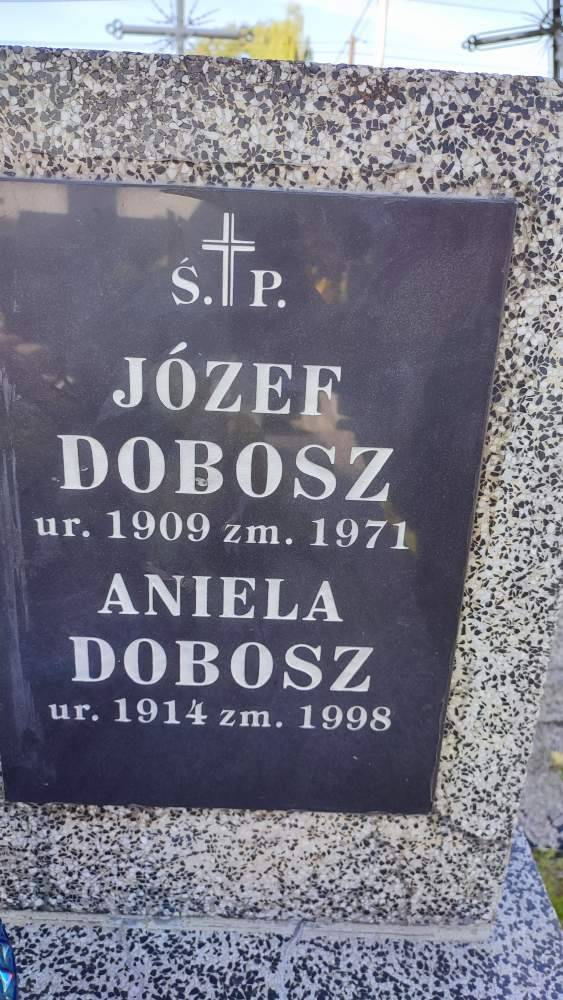 Ś. P.
JÓZEF
DOBOSZ
ur. 1909 zm. 1971
ANIELA
DOBOSZ
ur. 1914 zm. 1998